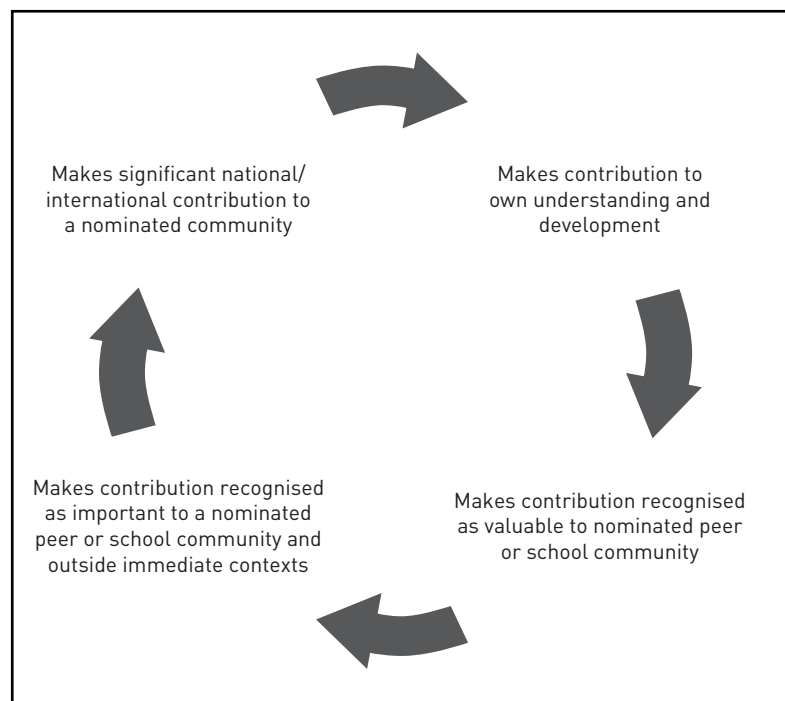 Makes significant national/
international contribution to
a nominated community
Makes contribution to
own understanding and
development
Makes contribution recognised
as important to a nominated
peer or school community and
outside immediate contexts
Makes contribution recognised
as valuable to nominated peer
or school community